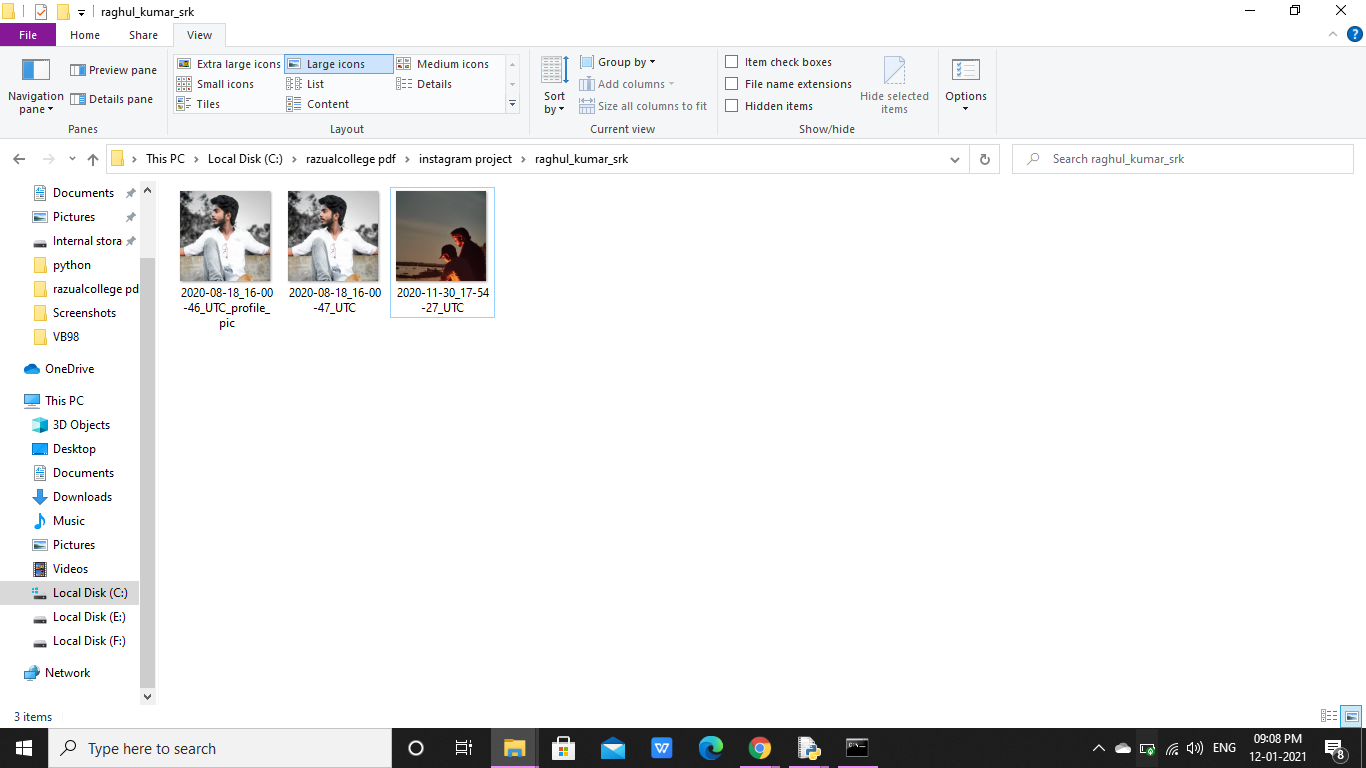 raghul_kumar_srk
File Home Share View
Navigation pane
Preview pane
Details pane
Panes
Extra large icons Large icons Medium icons
Small icons List Details
Tiles Content
Layout
Sort by
Group by
Add columns
Size all columns to fit
Current view
Item check boxes
File name extensions
Hidden items
Hide selected items
Show/hide
Options
This PC Local Disk (C:) razualcollege pdf instagram project raghul_kumar_srk
Search raghul_kumar_srk
Documents
Pictures
Internal stora
python
razualcollege pd
Screenshots
VB98
OneDrive
This PC
3D Objects
Desktop
Documents
Downloads
Music
Pictures
Videos
Local Disk (C:)
Local Disk (E:)
Local Disk (F:)
Network
2020-08-18_16-00
-46_UTC_profile_
pic
2020-08-18_16-00
-47_UTC
2020-11-30_17-54
-27_UTC
3 items
Type here to search
ENG
09:08 PM
12-01-2021
8